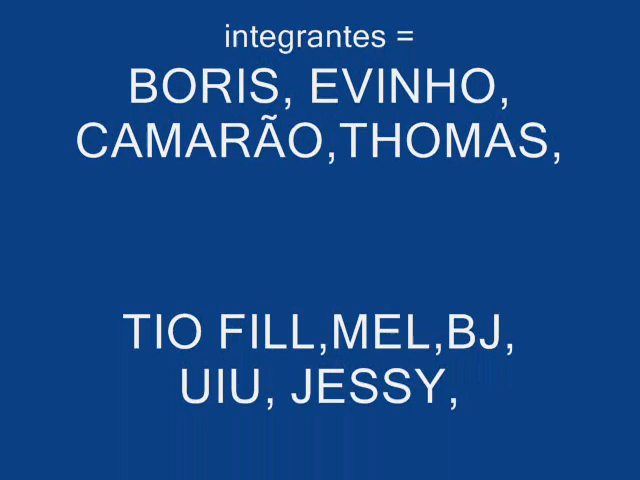 integrantes =
BORIS, EVINHO,
CAMARÃO,THOMAS,
TIO FILL,MEL,BJ,
UIU, JESSY,